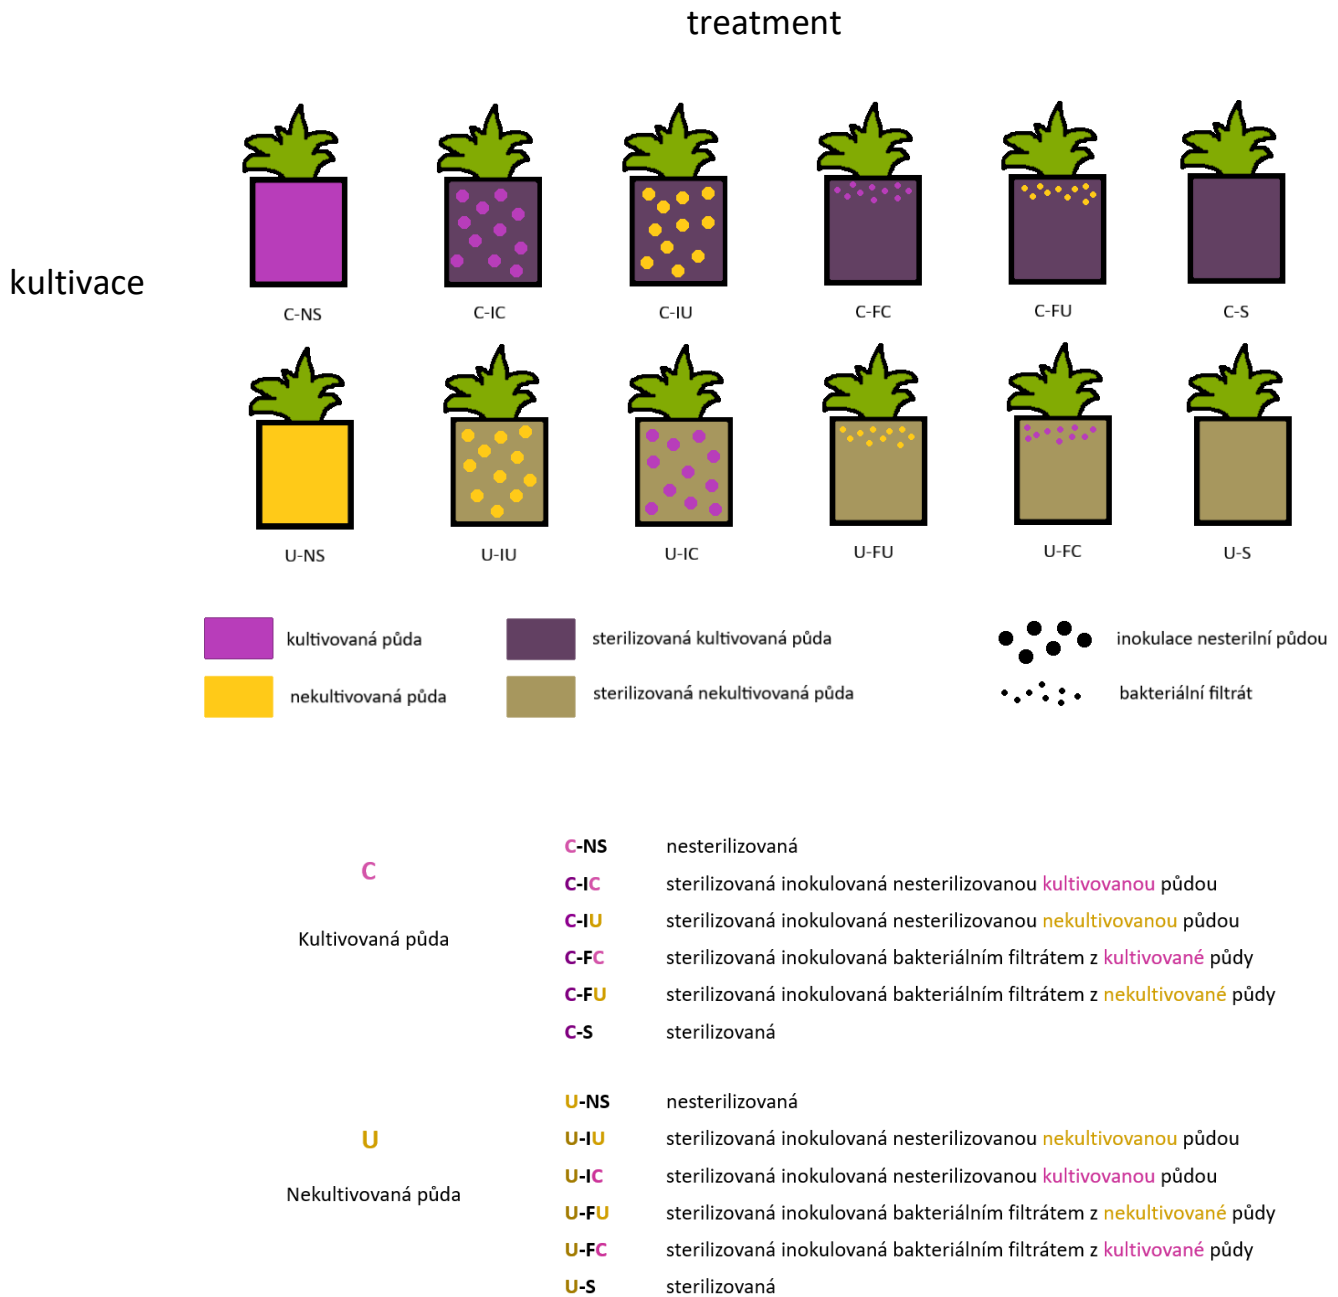 treatment
kultivace
C-NS C-IC C-IU C-FC C-FU C-S
U-NS U-IU U-IC U-FU U-FC U-S
kultivovaná půda sterilizovaná kultivovaná půda inokulace nesterilní půdou
nekultivovaná půda sterilizovaná nekultivovaná půda bakteriální filtrát
C
Kultivovaná půda
C-NS nesterilizovaná
C-IC sterilizovaná inokulovaná nesterilizovanou kultivovanou půdou
C-IU sterilizovaná inokulovaná nesterilizovanou nekultivovanou půdou
C-FC sterilizovaná inokulovaná bakteriálním filtrátem z kultivované půdy
C-FU sterilizovaná inokulovaná bakteriálním filtrátem z nekultivované půdy
C-S sterilizovaná
U
Nekultivovaná půda
U-NS nesterilizovaná
U-IU sterilizovaná inokulovaná nesterilizovanou nekultivovanou půdou
U-IC sterilizovaná inokulovaná nesterilizovanou kultivovanou půdou
U-FU sterilizovaná inokulovaná bakteriálním filtrátem z nekultivované půdy
U-FC sterilizovaná inokulovaná bakteriálním filtrátem z kultivované půdy
U-S sterilizovaná